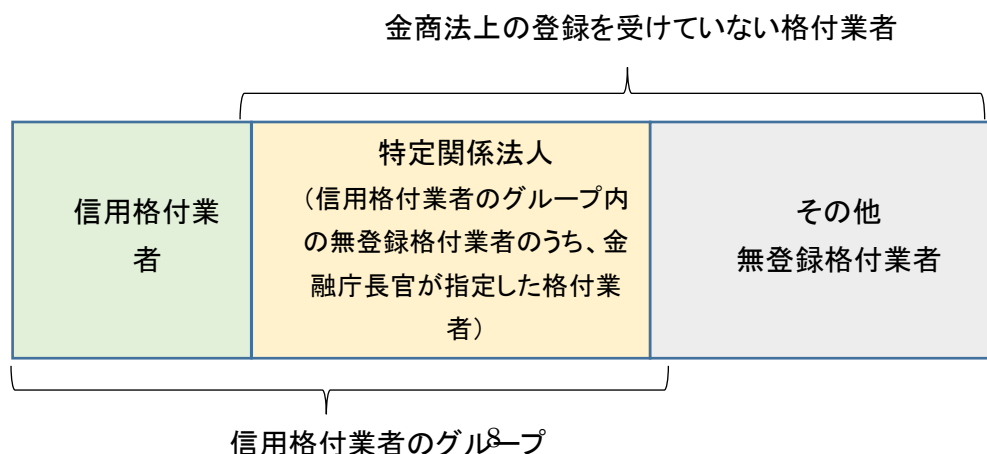 金商法上の登録を受けていない格付業者
信用格付業
者
特定関係法人
（信用格付業者のグループ内
の無登録格付業者のうち、金
融庁長官が指定した格付業
者）
その他
無登録格付業者
信用格付業者のグループ
8